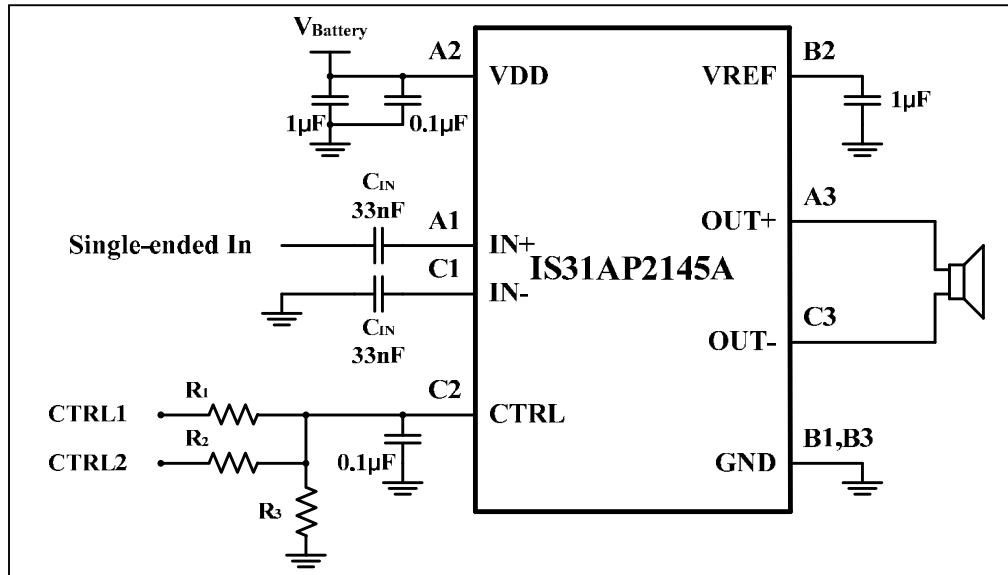 VBattery
A2
VDD
1μF
0.1μF
CIN
33nF
A1
Single-ended In
IN+
C1
IN-
CIN
33nF
C2
R1
CTRL1
CTRL
R2
CTRL2
0.1μF
R3
IS31AP2145A
B2
VREF
1μF
A3
OUT+
C3
OUT-
B1,B3
GND